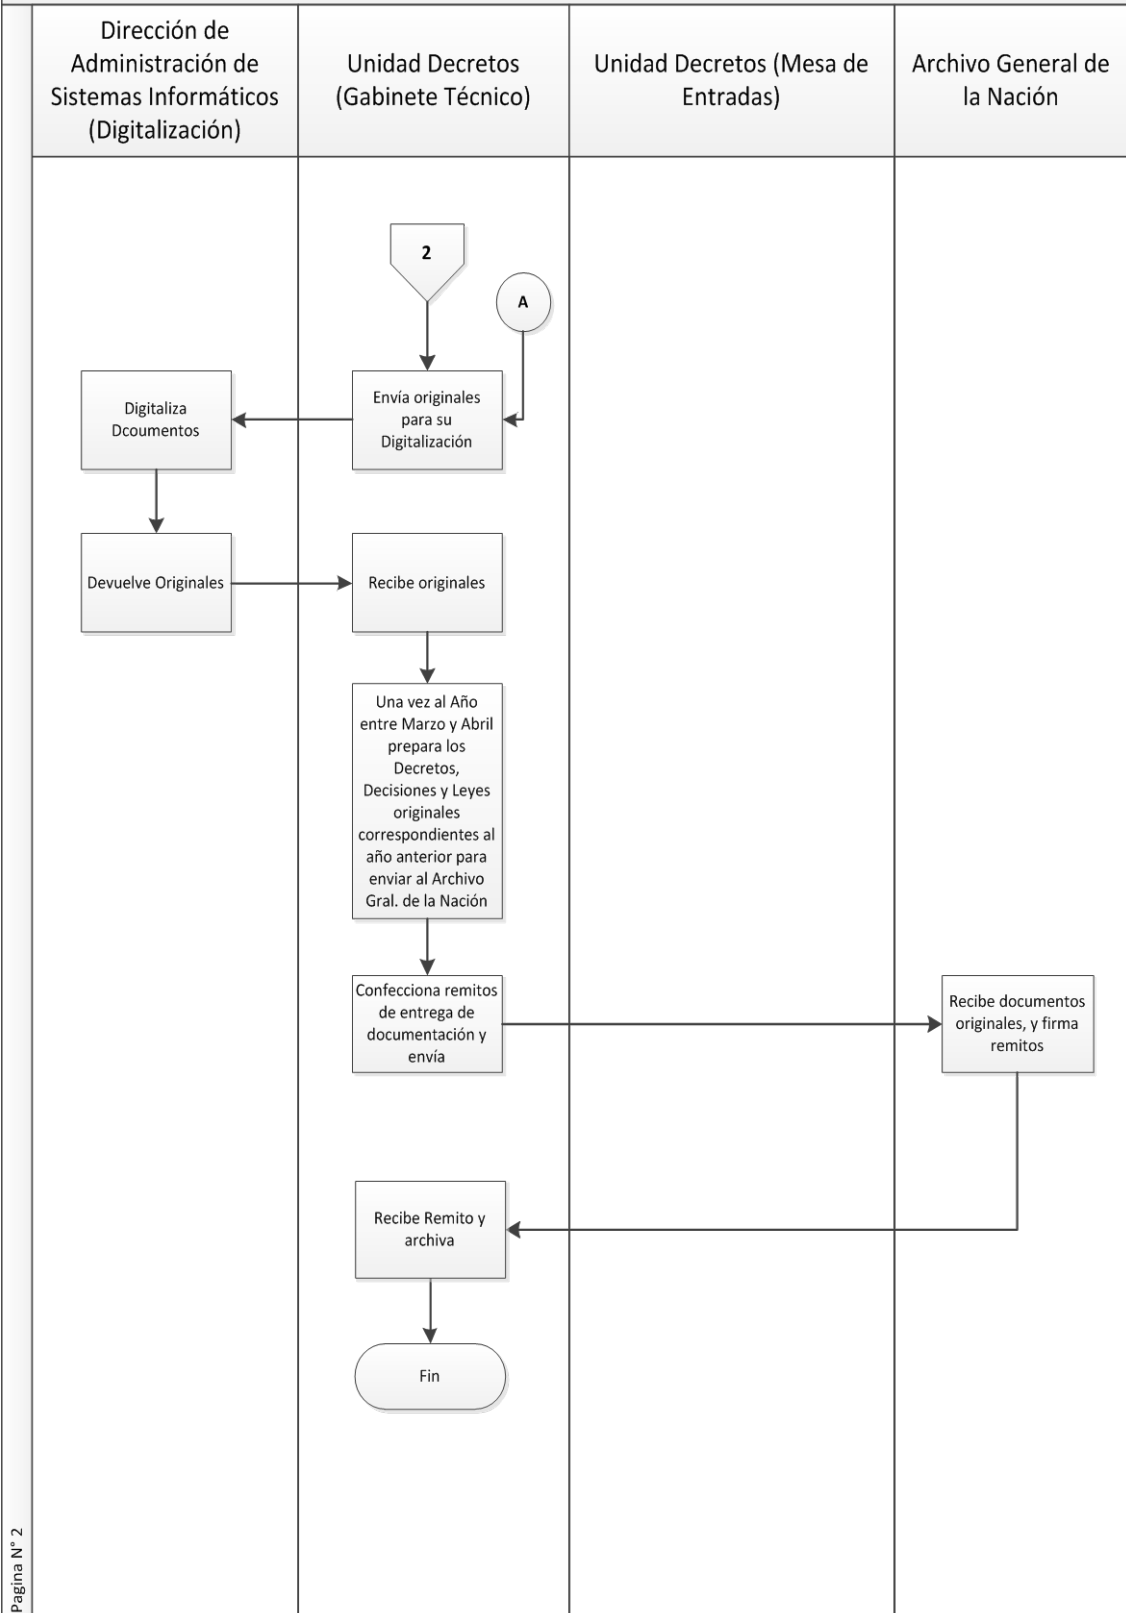 Dirección de
Administración de
Sistemas Informáticos
(Digitalización)
Unidad Decretos
(Gabinete Técnico)
Unidad Decretos (Mesa de
Entradas)
Archivo General de
la Nación
2
A
Envía originales
para su
Digitalización
Digitaliza
Dcoumentos
Devuelve Originales
Recibe originales
Una vez al Año
entre Marzo y Abril
prepara los
Decretos,
Decisiones y Leyes
originales
correspondientes al
año anterior para
enviar al Archivo
Gral. de la Nación
Confecciona remitos
de entrega de
documentación y
envía
Recibe documentos
originales, y firma
remitos
Recibe Remito y
archiva
Fin
Pagina N° 2